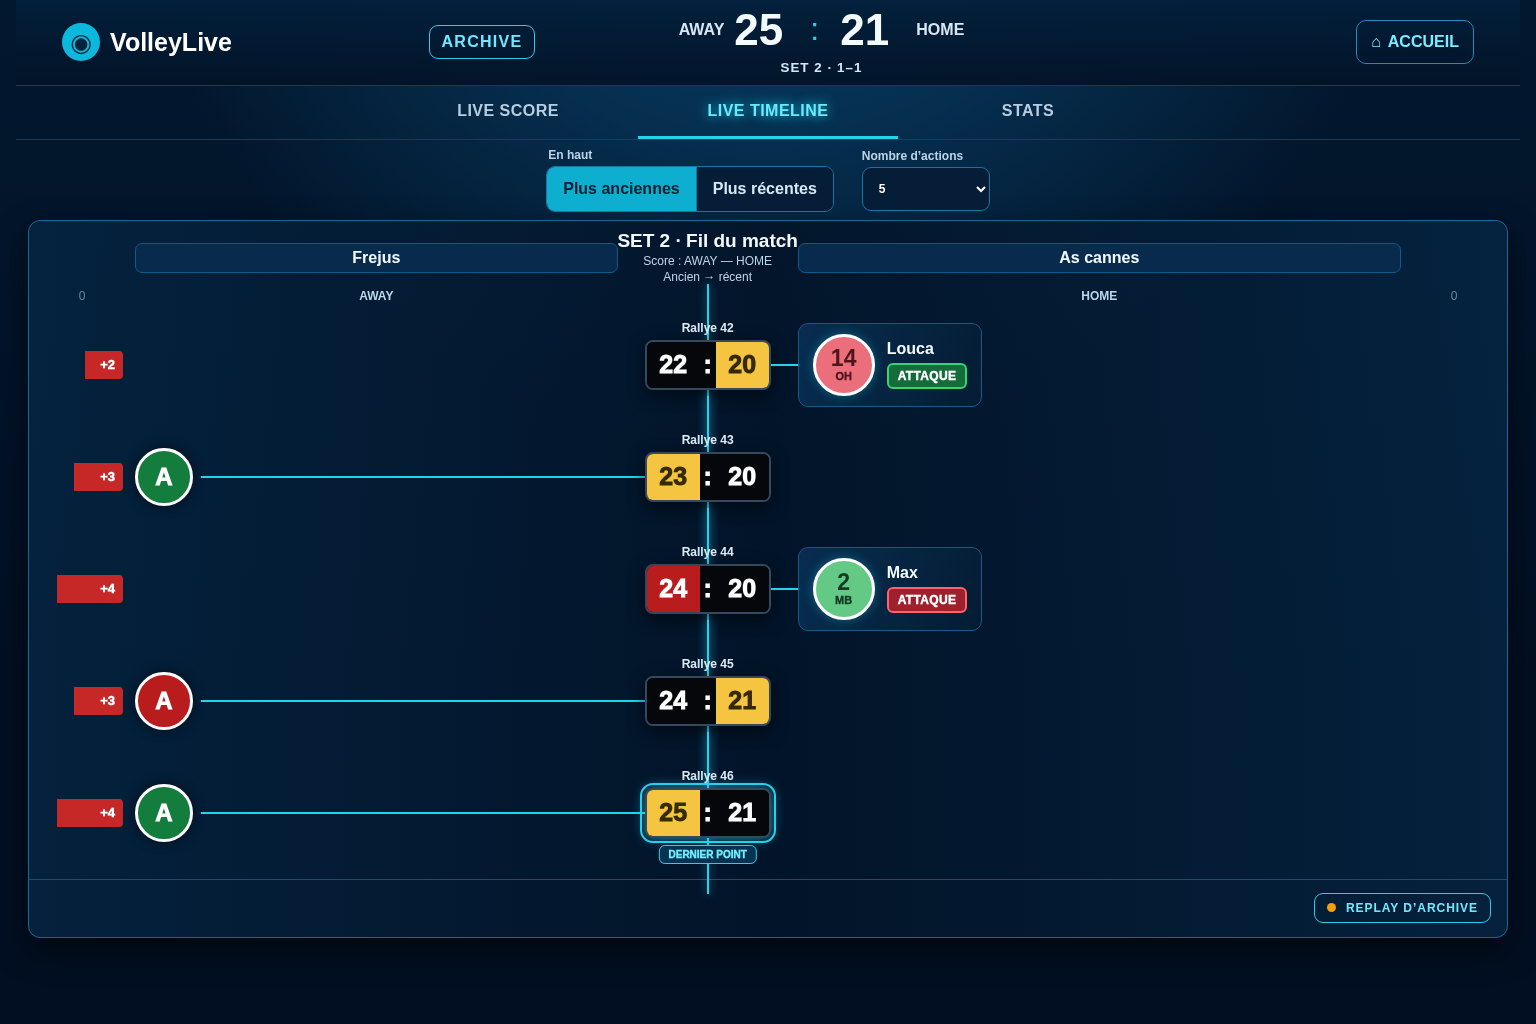 VolleyLive
ARCHIVE
AWAY 25 : 21 HOME
SET 2 · 1–1
⌂ ACCUEIL
LIVE SCORE
LIVE TIMELINE
STATS
En haut
Plus anciennes
Plus récentes
Nombre d’actions
5
Frejus
SET 2 · Fil du match
Score : AWAY — HOME
Ancien → récent
As cannes
0
AWAY
HOME
0
Rallye 42
+2
22 : 20
14
OH
Louca
ATTAQUE
Rallye 43
+3
A
23 : 20
Rallye 44
+4
24 : 20
2
MB
Max
ATTAQUE
Rallye 45
+3
A
24 : 21
Rallye 46
+4
A
25 : 21
DERNIER POINT
REPLAY D’ARCHIVE